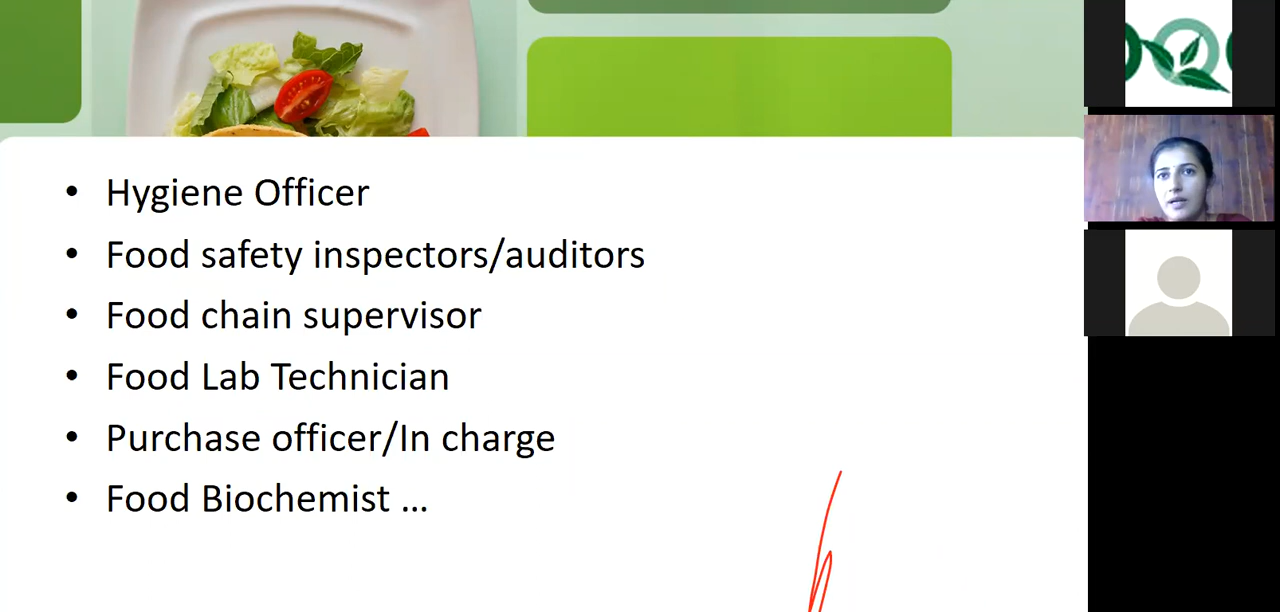 • Hygiene Officer
• Food safety inspectors/auditors
• Food chain supervisor
• Food Lab Technician
• Purchase officer/In charge
• Food Biochemist ...